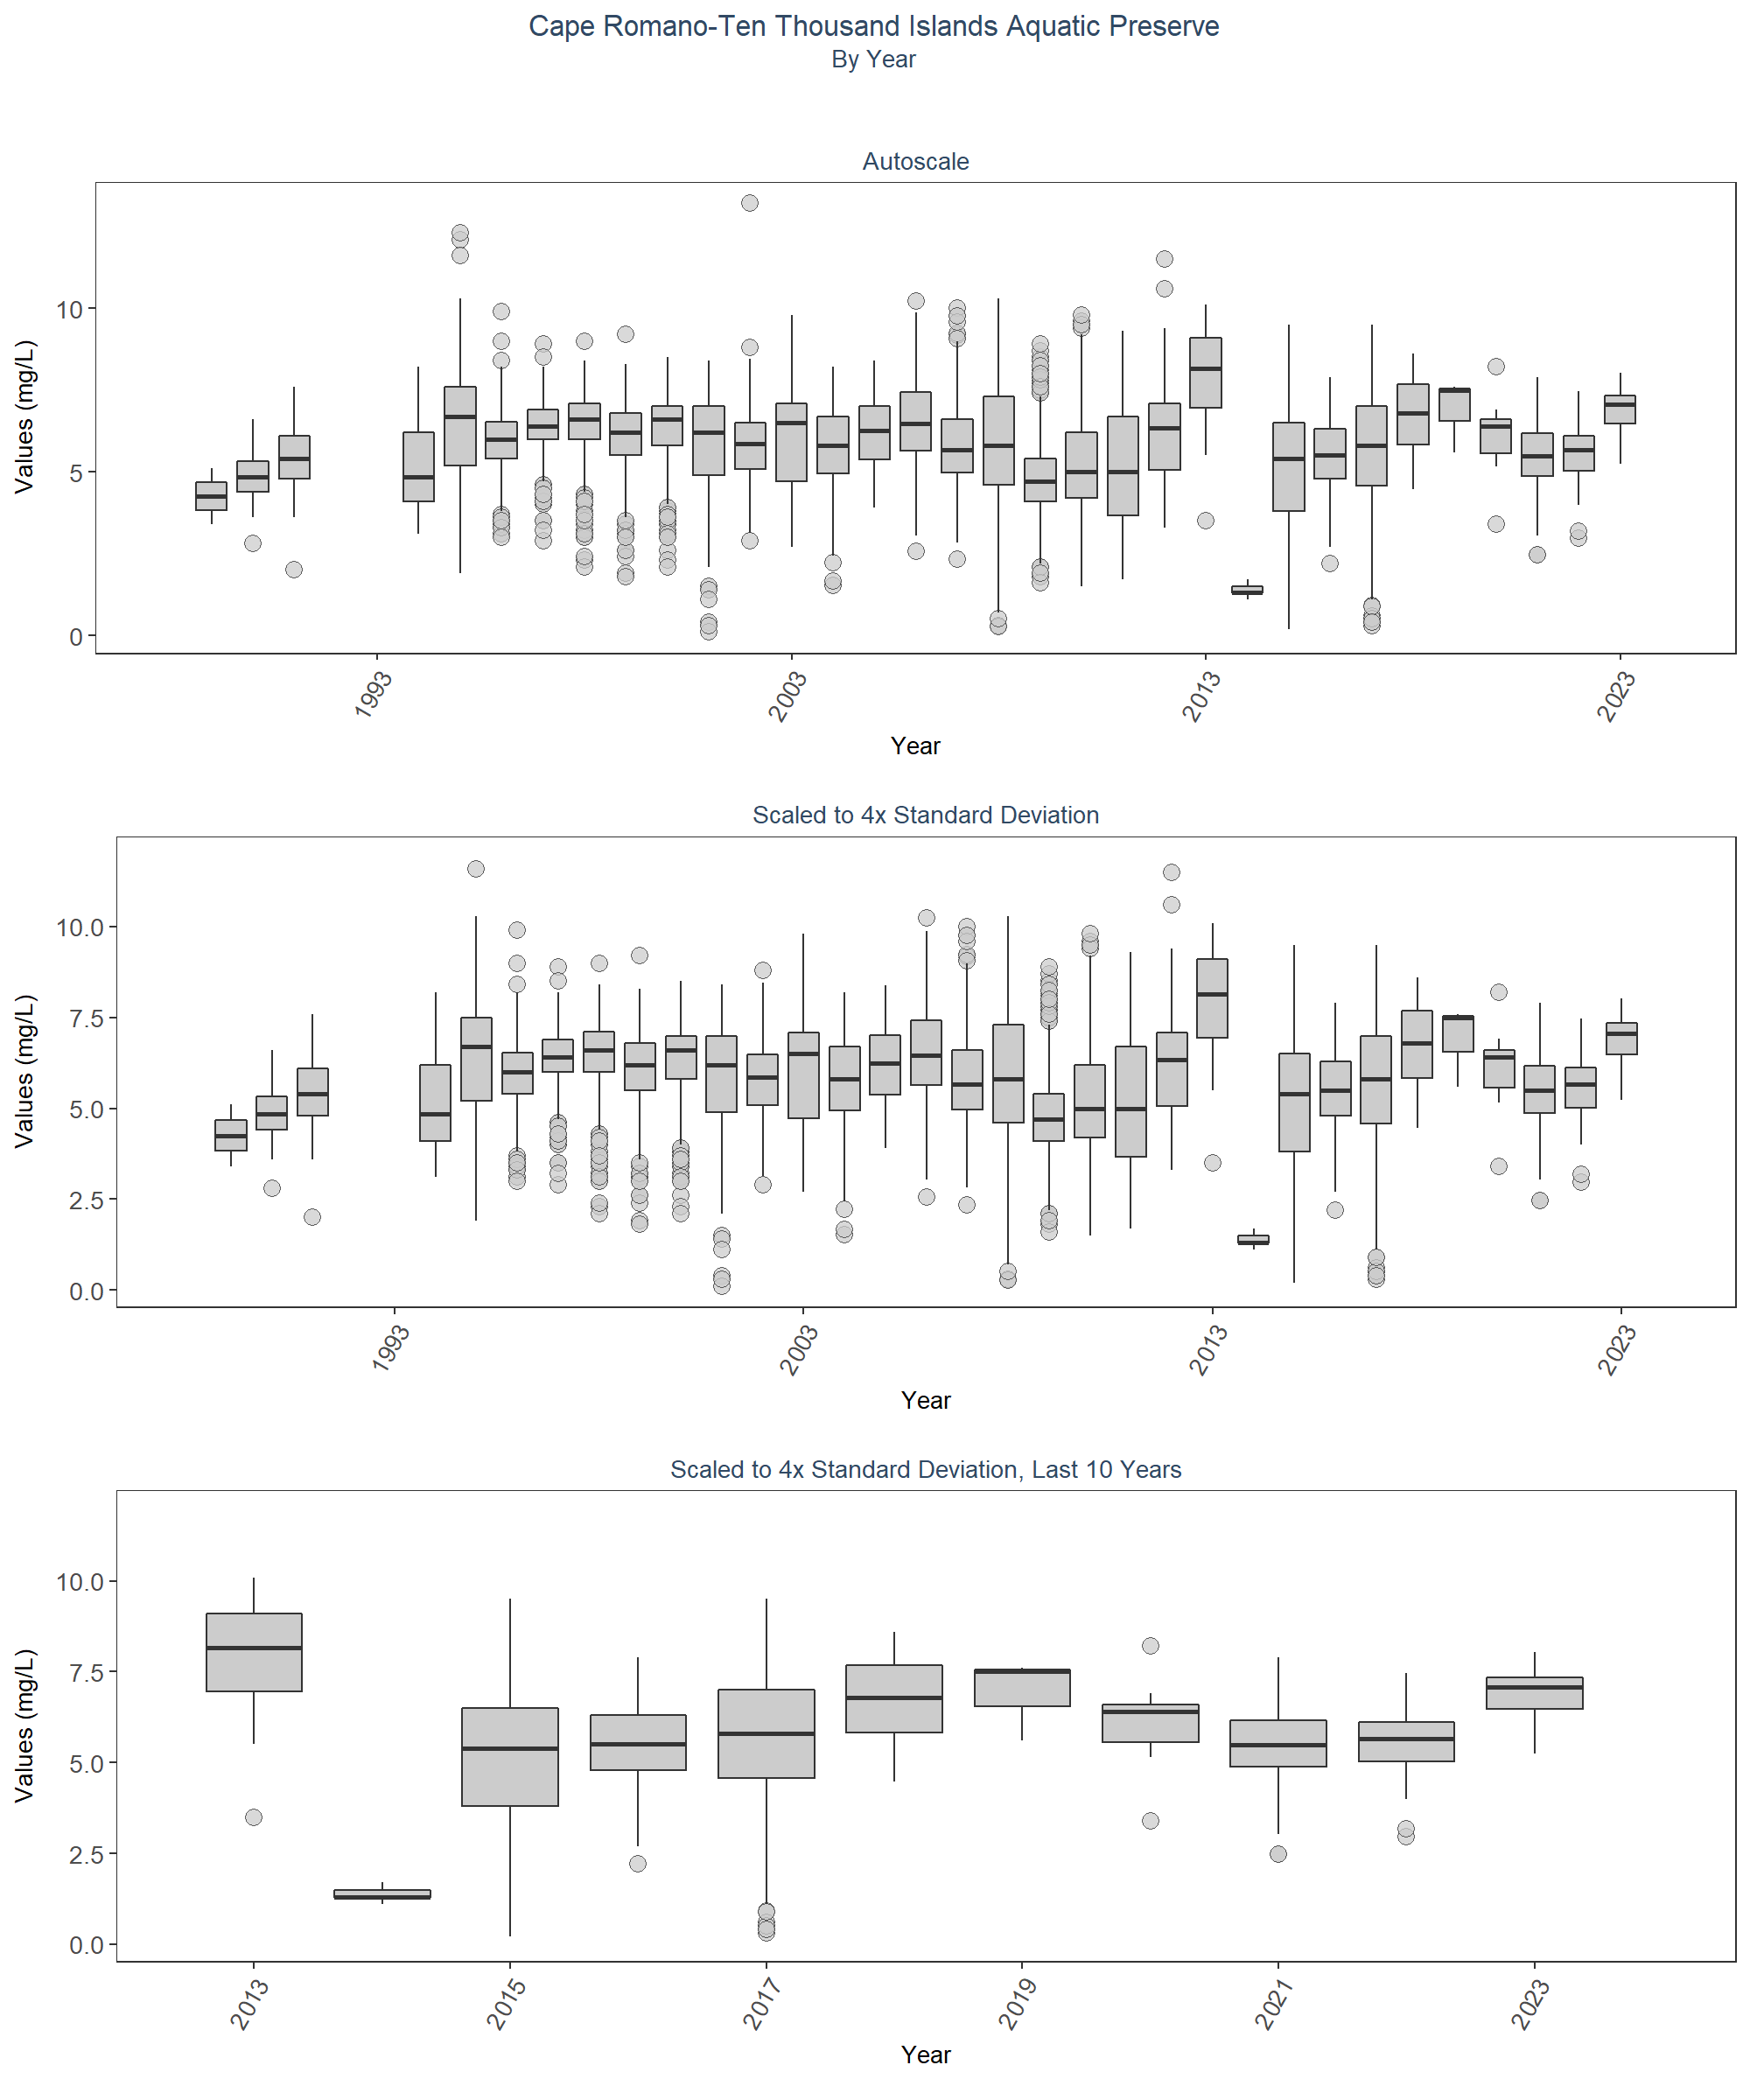 Cape Romano-Ten Thousand Islands Aquatic Preserve
By Year
Autoscale
Values (mg/L)
10
5
0
1993
2003
2013
2023
Year
Scaled to 4x Standard Deviation
Values (mg/L)
10.0
7.5
5.0
2.5
0.0
1993
2003
2013
2023
Year
Scaled to 4x Standard Deviation, Last 10 Years
Values (mg/L)
10.0
7.5
5.0
2.5
0.0
2013
2015
2017
2019
2021
2023
Year